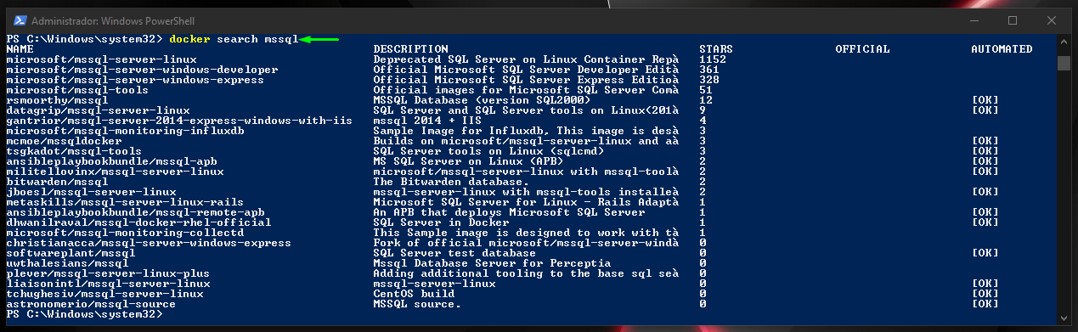 Administrador: Windows PowerShell
PS C:\Windows\system32> docker search mssql
NAME DESCRIPTION STARS OFFICIAL AUTOMATED
microsoft/mssql-server-linux Deprecated SQL Server on Linux Container Repà 1152
microsoft/mssql-server-windows-developer Official Microsoft SQL Server Developer Edità 361
microsoft/mssql-server-windows-express Official Microsoft SQL Server Express Editioà 328
microsoft/mssql-tools Official images for Microsoft SQL Server Comà 51
rsmoorthy/mssql MSSQL Database (version SQL2000) 12 [OK]
datagrip/mssql-server-linux SQL Server and SQL Server tools on Linux(201à 9 [OK]
gantrior/mssql-server-2014-express-windows-with-iis mssql 2014 + IIS 4
microsoft/mssql-monitoring-influxdb Sample Image for Influxdb, This image is desà 3
mcmoe/mssqldocker Builds on microsoft/mssql-server-linux and aà 3 [OK]
tsgkadot/mssql-tools SQL Server tools on Linux (sqlcmd) 3 [OK]
ansibleplaybookbundle/mssql-apb MS SQL Server on Linux (APB) 2 [OK]
militellovinx/mssql-server-linux microsoft/mssql-server-linux with mssql-toolà 2 [OK]
bitwarden/mssql The Bitwarden database. 2
jboesl/mssql-server-linux mssql-server-linux with mssql-tools installeà 2 [OK]
metaskills/mssql-server-linux-rails Microsoft SQL Server for Linux - Rails Adaptà 1
ansibleplaybookbundle/mssql-remote-apb An APB that deploys Microsoft SQL Server 1 [OK]
dhwanilraval/mssql-docker-rhel-official SQL Server in Docker 1 [OK]
microsoft/mssql-monitoring-collectd This Sample image is designed to work with tà 1
christianacca/mssql-server-windows-express Fork of official microsoft/mssql-server-windà 0
softwareplant/mssql SQL Server test database 0 [OK]
uwthalesians/mssql Mssql Database Server for Perceptia 0
plever/mssql-server-linux-plus Adding additional tooling to the base sql seà 0
liaisonintl/mssql-server-linux mssql-server-linux 0 [OK]
tchughesiv/mssql-server-linux CentOS build 0 [OK]
astronomerio/mssql-source MSSQL source. 0 [OK]
PS C:\Windows\system32>